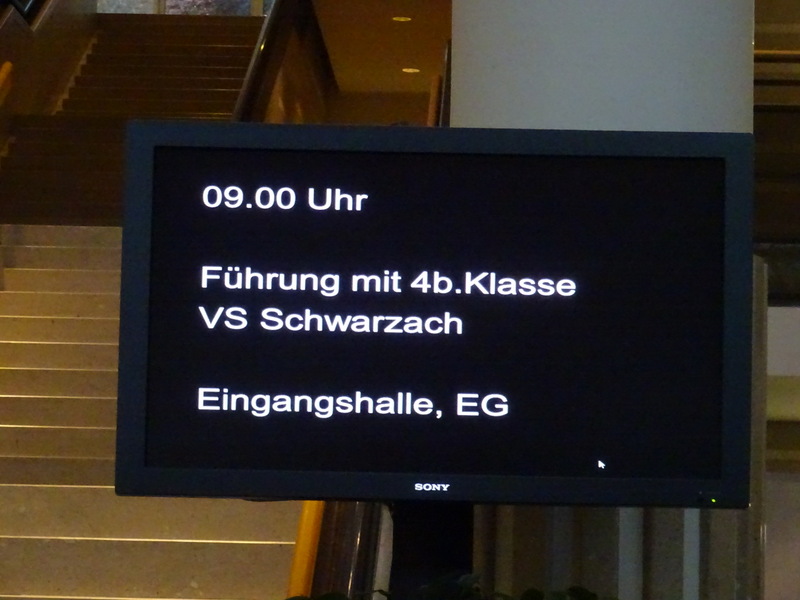 09.00 Uhr
Führung mit 4b.Klasse
VS Schwarzach
Eingangshalle, EG
SONY